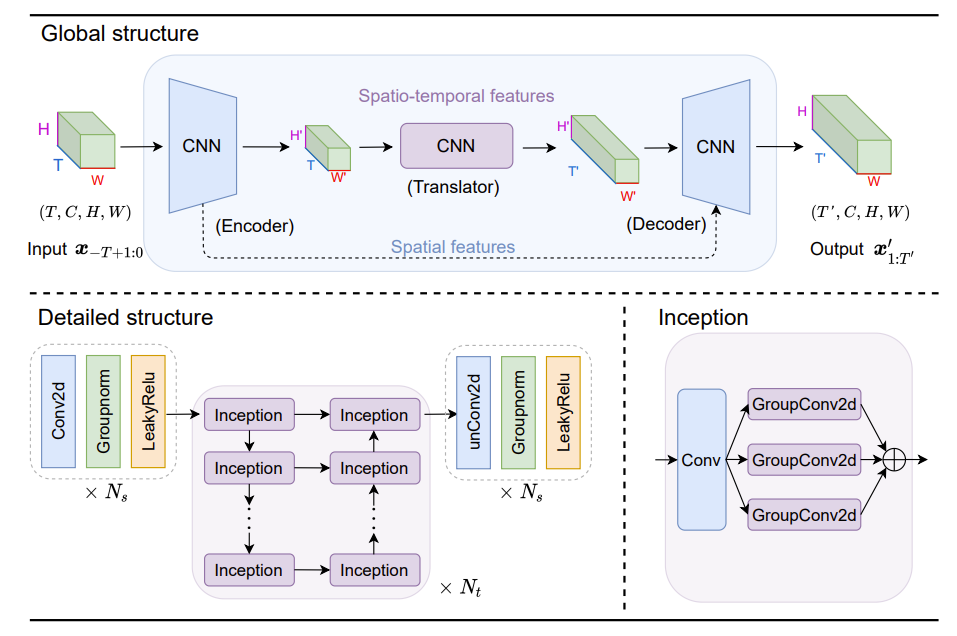 Global structure
Spatio-temporal features
H
T
W
CNN
H'
T
W'
CNN
H'
T'
W'
CNN
H
T'
W
(Translator)
(T, C, H, W)
(T', C, H, W)
(Encoder)
(Decoder)
Input x₋T+1:0
Spatial features
Output x'1:T'
Detailed structure
Conv2d
Groupnorm
LeakyRelu
× Ns
Inception
Inception
Inception
Inception
Inception
Inception
× Nt
unConv2d
Groupnorm
LeakyRelu
× Ns
Inception
Conv
GroupConv2d
GroupConv2d
GroupConv2d